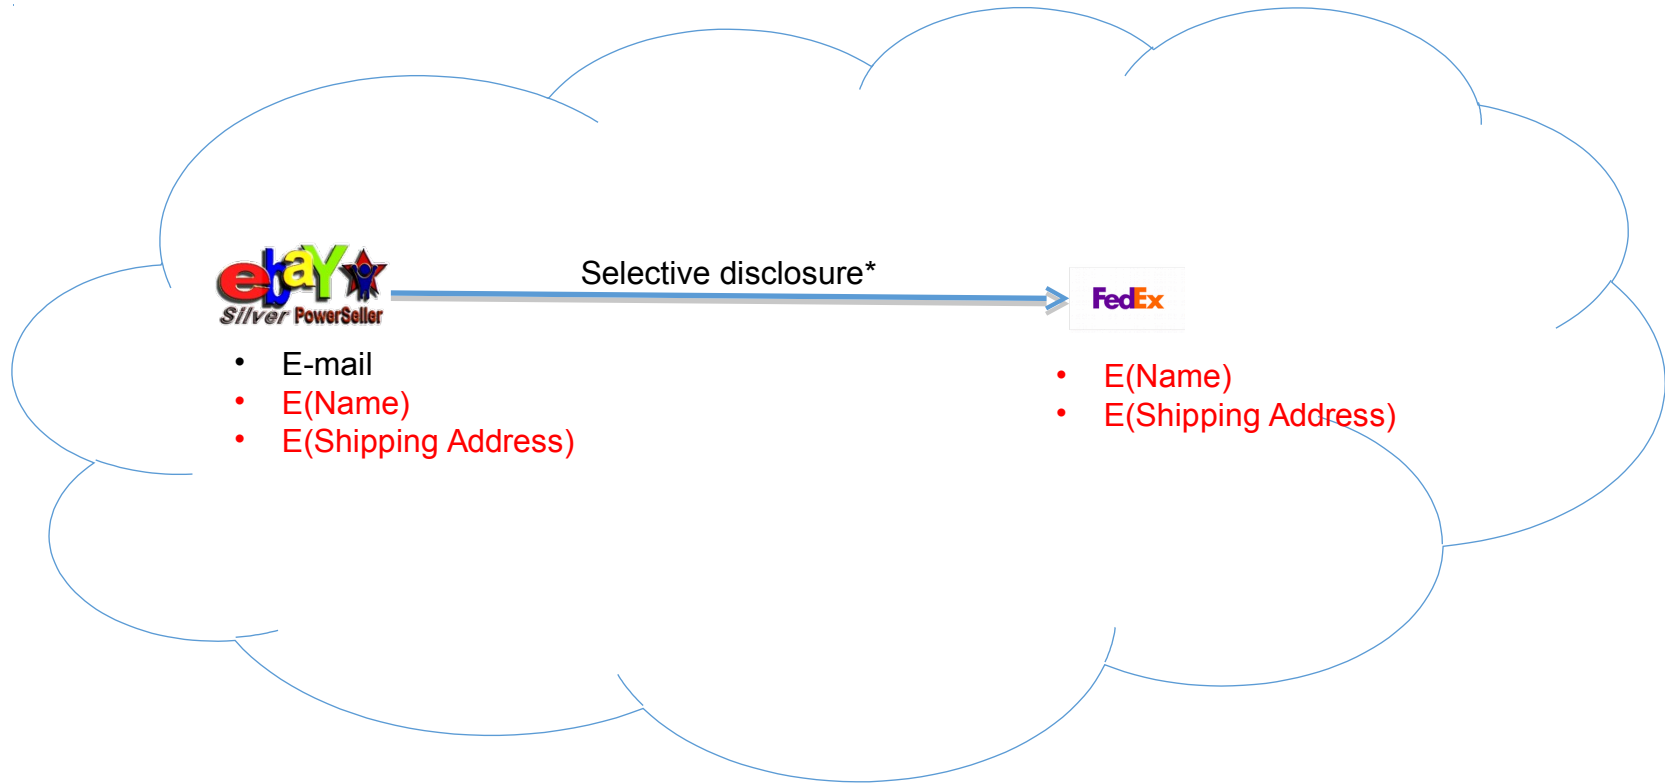 Selective disclosure*
ebaY
Silver PowerSeller
FedEx
• E-mail
• E(Name)
• E(Shipping Address)
• E(Name)
• E(Shipping Address)